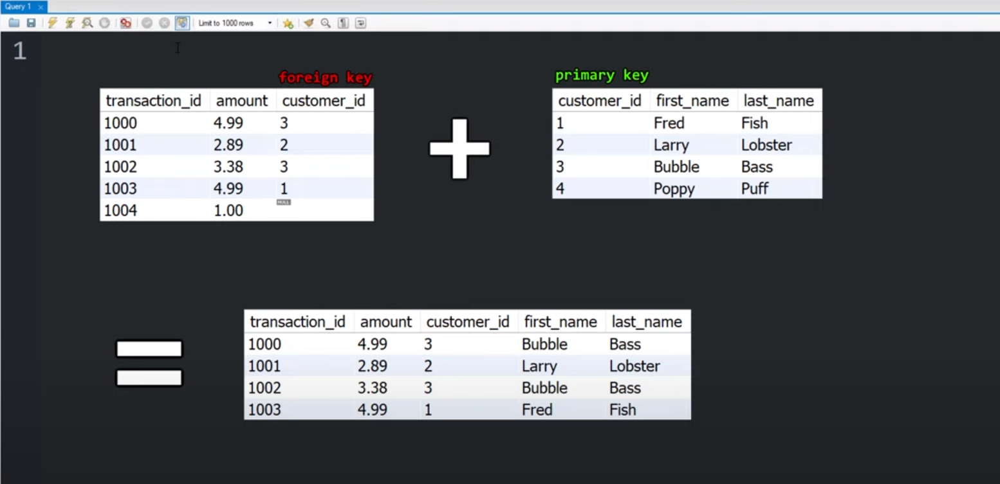 Query 1
Limit to 1000 rows
1
foreign key
primary key
transaction_id amount customer_id
1000 4.99 3
1001 2.89 2
1002 3.38 3
1003 4.99 1
NULL
1004 1.00
customer_id first_name last_name
1 Fred Fish
2 Larry Lobster
3 Bubble Bass
4 Poppy Puff
transaction_id amount customer_id first_name last_name
1000 4.99 3 Bubble Bass
1001 2.89 2 Larry Lobster
1002 3.38 3 Bubble Bass
1003 4.99 1 Fred Fish